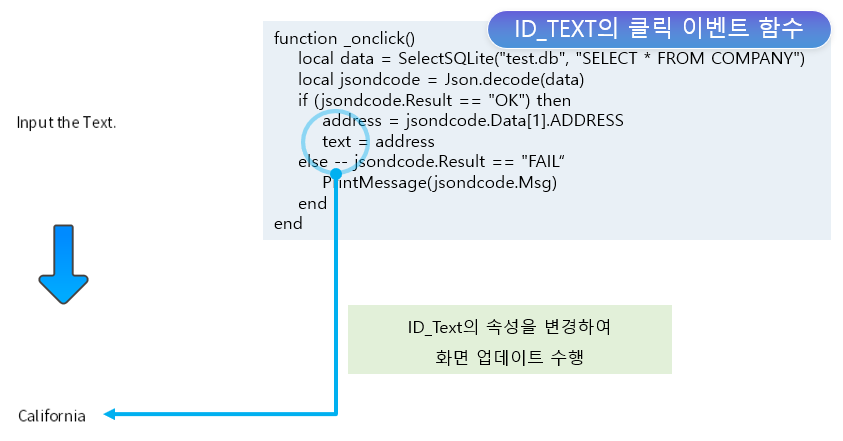 ID_TEXT의 클릭 이벤트 함수
function _onclick()
local data = SelectSQLite("test.db", "SELECT * FROM COMPANY")
local jsondcode = Json.decode(data)
if (jsondcode.Result == "OK") then
address = jsondcode.Data[1].ADDRESS
text = address
else -- jsondcode.Result == "FAIL“
PrintMessage(jsondcode.Msg)
end
end
Input the Text.
ID_Text의 속성을 변경하여
화면 업데이트 수행
California